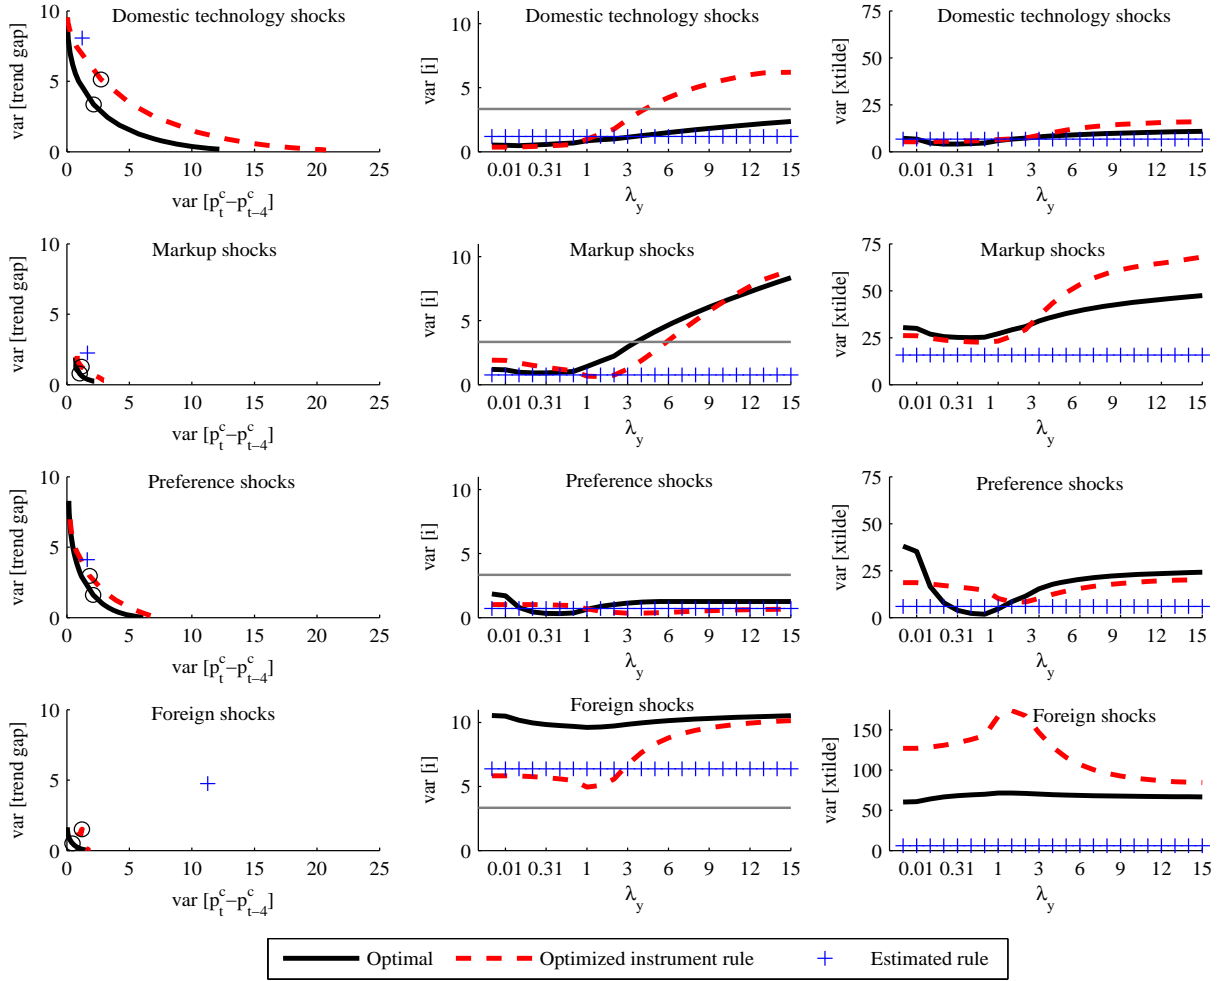 Domestic technology shocks
var [trend gap]
10
5
0
0 5 10 15 20 25
var [p_t^c−p_{t−4}^c]
Domestic technology shocks
var [i]
10
5
0
0.01 0.31 1 3 6 9 12 15
λ_y
Domestic technology shocks
var [xtilde]
75
50
25
0
0.01 0.31 1 3 6 9 12 15
λ_y
Markup shocks
var [trend gap]
10
5
0
0 5 10 15 20 25
var [p_t^c−p_{t−4}^c]
Markup shocks
var [i]
10
5
0
0.01 0.31 1 3 6 9 12 15
λ_y
Markup shocks
var [xtilde]
75
50
25
0
0.01 0.31 1 3 6 9 12 15
λ_y
Preference shocks
var [trend gap]
10
5
0
0 5 10 15 20 25
var [p_t^c−p_{t−4}^c]
Preference shocks
var [i]
10
5
0
0.01 0.31 1 3 6 9 12 15
λ_y
Preference shocks
var [xtilde]
75
50
25
0
0.01 0.31 1 3 6 9 12 15
λ_y
Foreign shocks
var [trend gap]
10
5
0
0 5 10 15 20 25
var [p_t^c−p_{t−4}^c]
Foreign shocks
var [i]
10
5
0
0.01 0.31 1 3 6 9 12 15
λ_y
Foreign shocks
var [xtilde]
150
100
50
0
0.01 0.31 1 3 6 9 12 15
λ_y
Optimal Optimized instrument rule Estimated rule